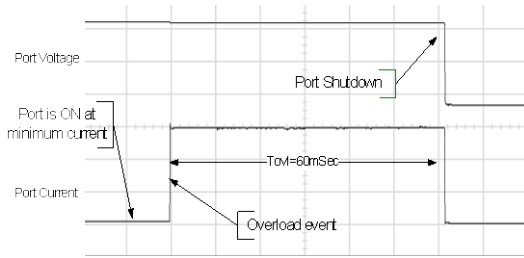 Port Voltage
Port Shutdown
Port is ON at
minimum current
Tovl=60mSec
Port Current
Overload event